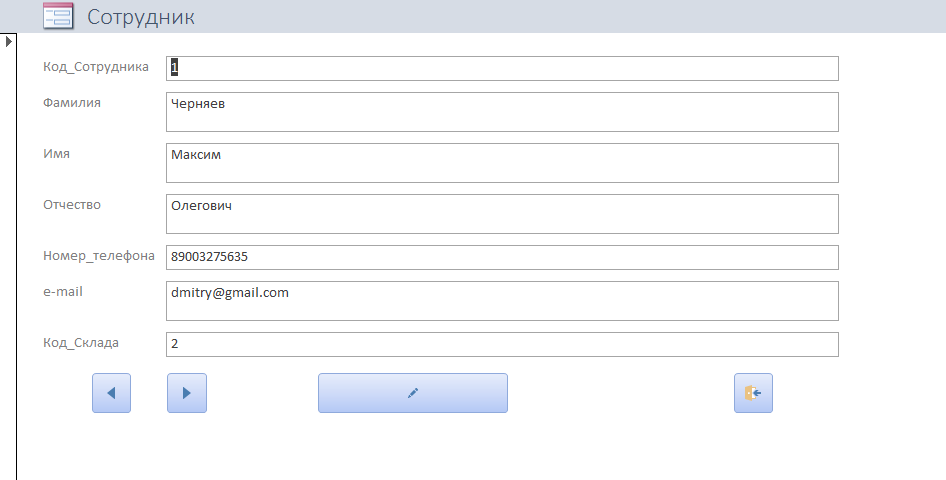 Сотрудник
Код_Сотрудника 1
Фамилия Черняев
Имя Максим
Отчество Олегович
Номер_телефона 89003275635
e-mail dmitry@gmail.com
Код_Склада 2